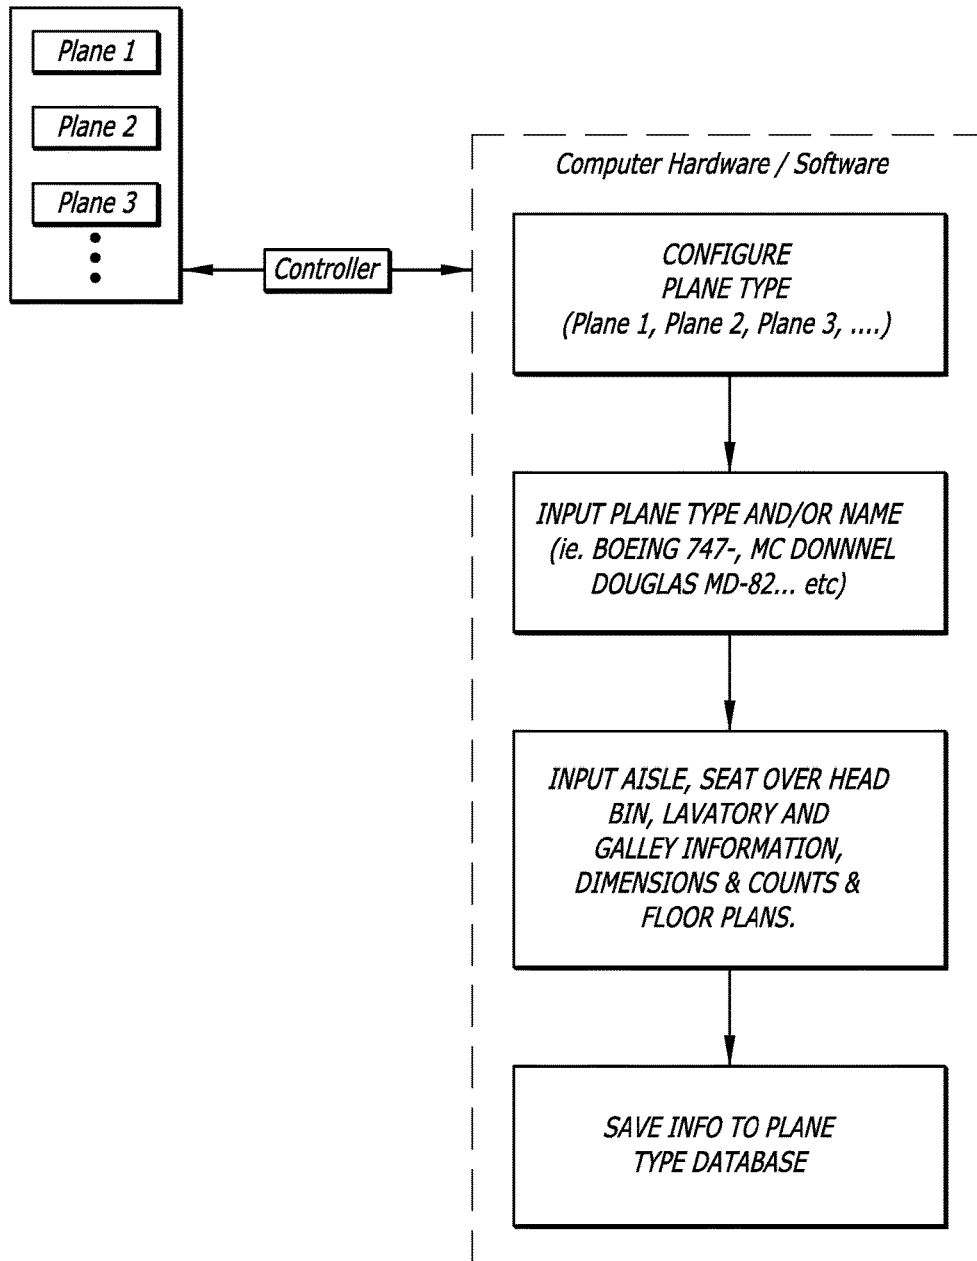 Plane 1
Plane 2
Plane 3
Controller
Computer Hardware / Software
CONFIGURE
PLANE TYPE
(Plane 1, Plane 2, Plane 3, ....)
INPUT PLANE TYPE AND/OR NAME
(ie. BOEING 747-, MC DONNNEL
DOUGLAS MD-82... etc)
INPUT AISLE, SEAT OVER HEAD
BIN, LAVATORY AND
GALLEY INFORMATION,
DIMENSIONS & COUNTS &
FLOOR PLANS.
SAVE INFO TO PLANE
TYPE DATABASE